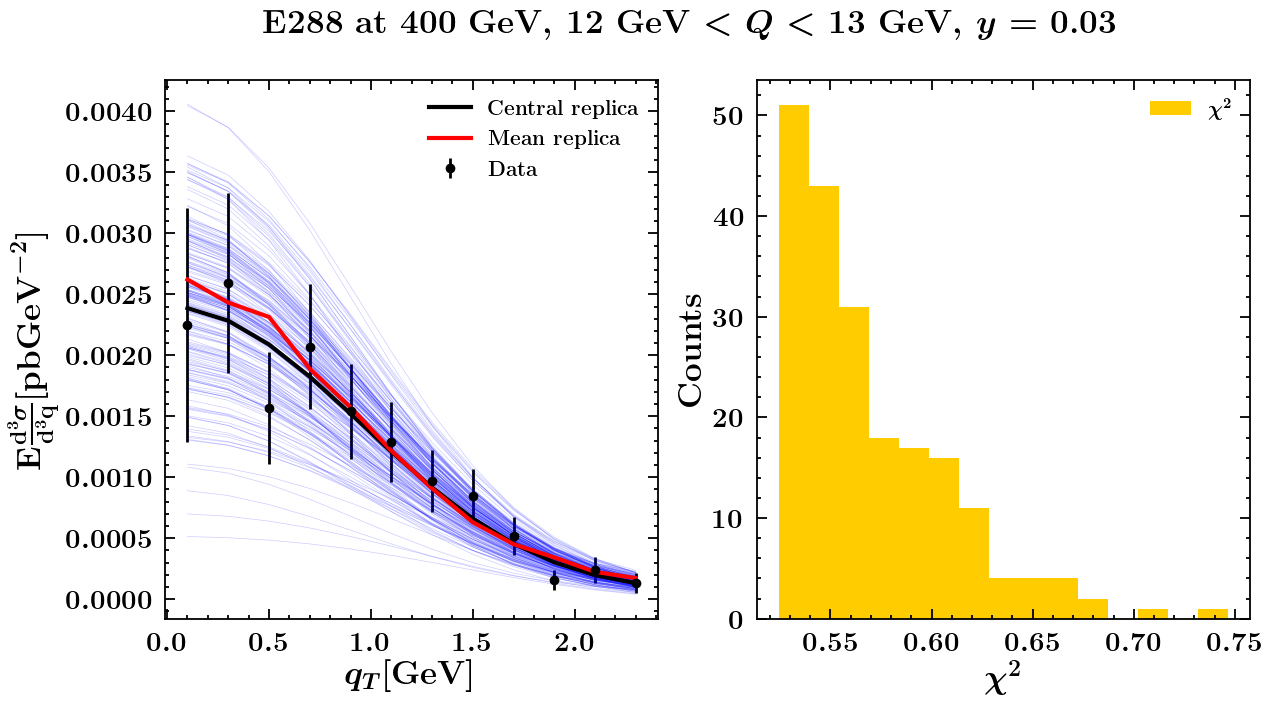 E288 at 400 GeV, 12 GeV < Q < 13 GeV, y = 0.03
Central replica
Mean replica
Data
0.0040
0.0035
0.0030
0.0025
0.0020
0.0015
0.0010
0.0005
0.0000
E d³σ/d³q [pbGeV⁻²]
0.0 0.5 1.0 1.5 2.0
q_T[GeV]
χ²
50
40
30
20
10
0
Counts
0.55 0.60 0.65 0.70 0.75
χ²